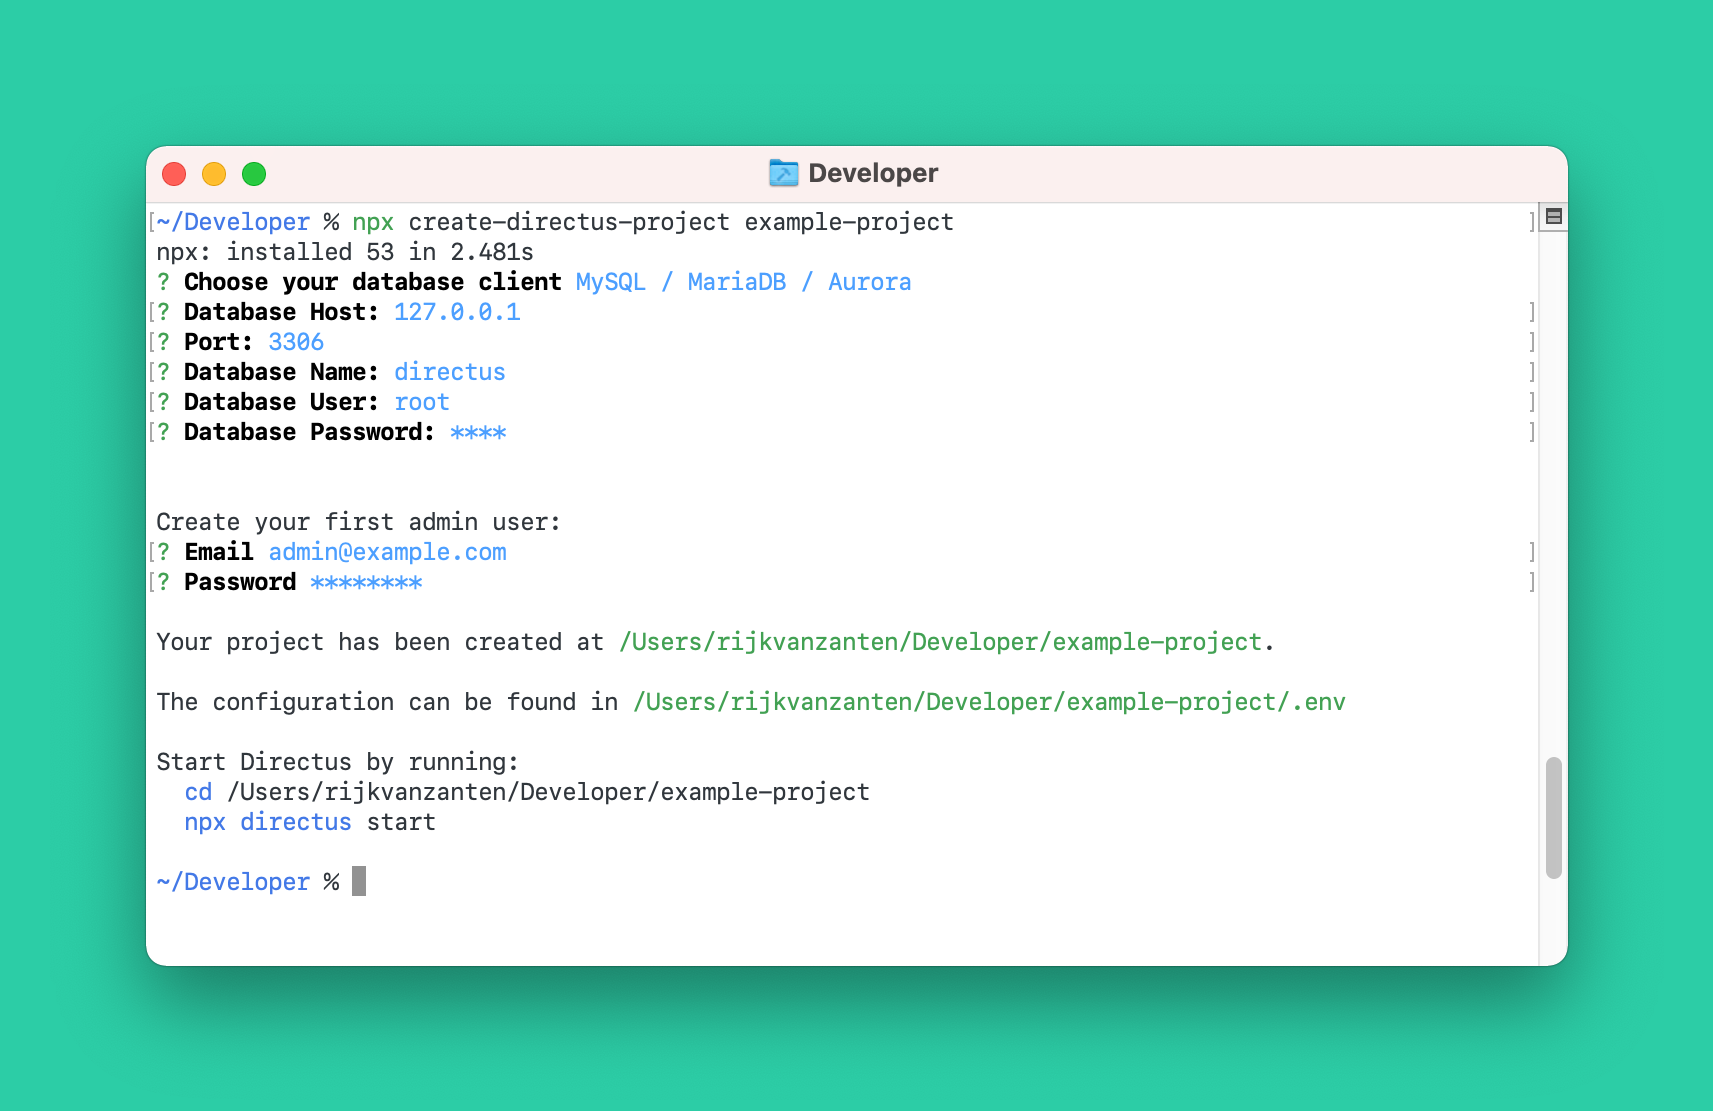 Developer
[~/Developer % npx create-directus-project example-project ]
npx: installed 53 in 2.481s
? Choose your database client MySQL / MariaDB / Aurora
[? Database Host: 127.0.0.1 ]
[? Port: 3306 ]
[? Database Name: directus ]
[? Database User: root ]
[? Database Password: **** ]
Create your first admin user:
[? Email admin@example.com ]
[? Password ******** ]
Your project has been created at /Users/rijkvanzanten/Developer/example-project.
The configuration can be found in /Users/rijkvanzanten/Developer/example-project/.env
Start Directus by running:
cd /Users/rijkvanzanten/Developer/example-project
npx directus start
~/Developer %